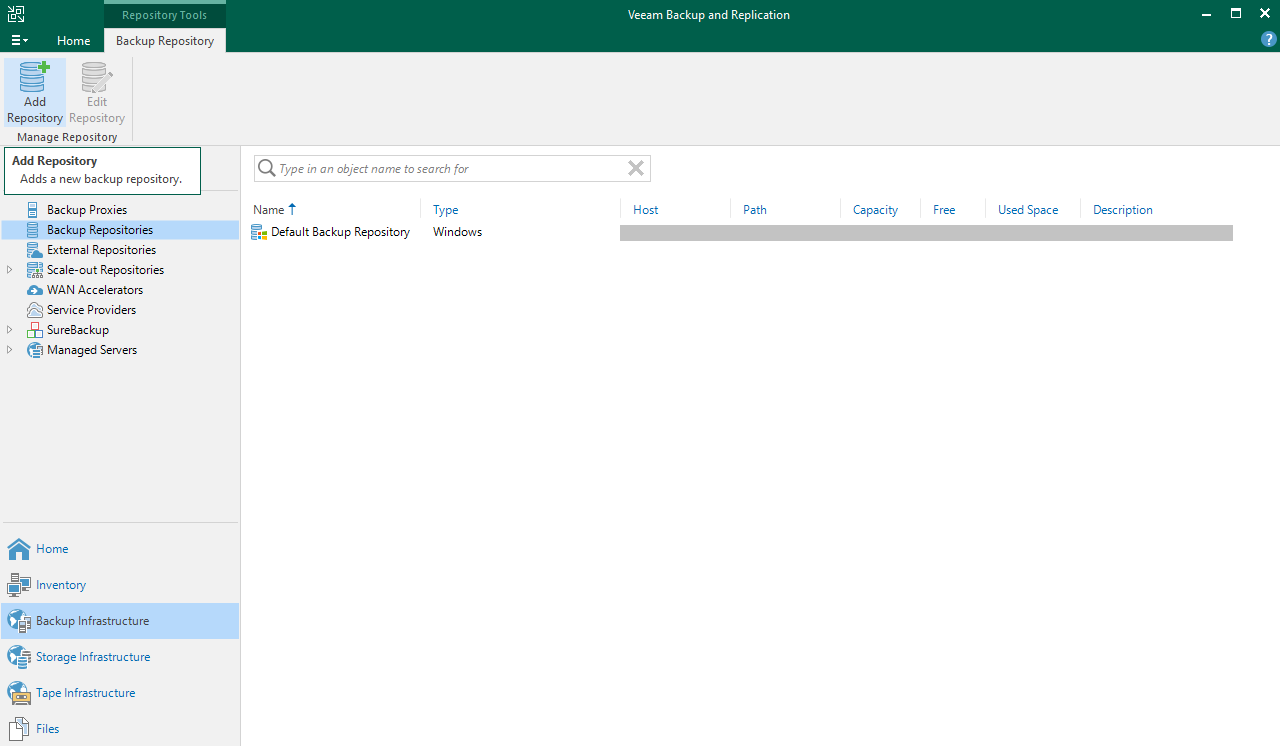 Repository Tools
Veeam Backup and Replication
Home
Backup Repository
Add Repository
Edit Repository
Manage Repository
Add Repository
Adds a new backup repository.
Type in an object name to search for
Backup Proxies
Backup Repositories
External Repositories
Scale-out Repositories
WAN Accelerators
Service Providers
SureBackup
Managed Servers
Name Type Host Path Capacity Free Used Space Description
Default Backup Repository Windows
Home
Inventory
Backup Infrastructure
Storage Infrastructure
Tape Infrastructure
Files